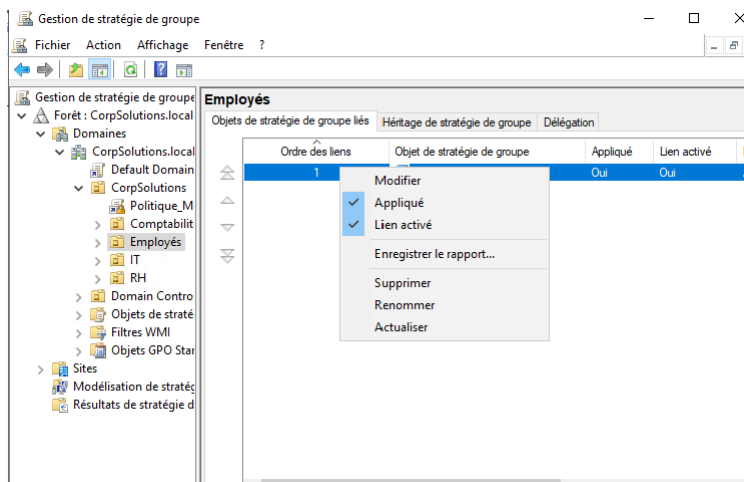 Gestion de stratégie de groupe
Fichier Action Affichage Fenêtre ?
Gestion de stratégie de groupe
Forêt : CorpSolutions.local
Domaines
CorpSolutions.local
Default Domain
CorpSolutions
Politique_M
Comptabilit
Employés
IT
RH
Domain Contro
Objets de straté
Filtres WMI
Objets GPO Star
Sites
Modélisation de stratég
Résultats de stratégie d
Employés
Objets de stratégie de groupe liés Héritage de stratégie de groupe Délégation
Ordre des liens Objet de stratégie de groupe Appliqué Lien activé
1 Oui Oui
Modifier
Appliqué
Lien activé
Enregistrer le rapport...
Supprimer
Renommer
Actualiser